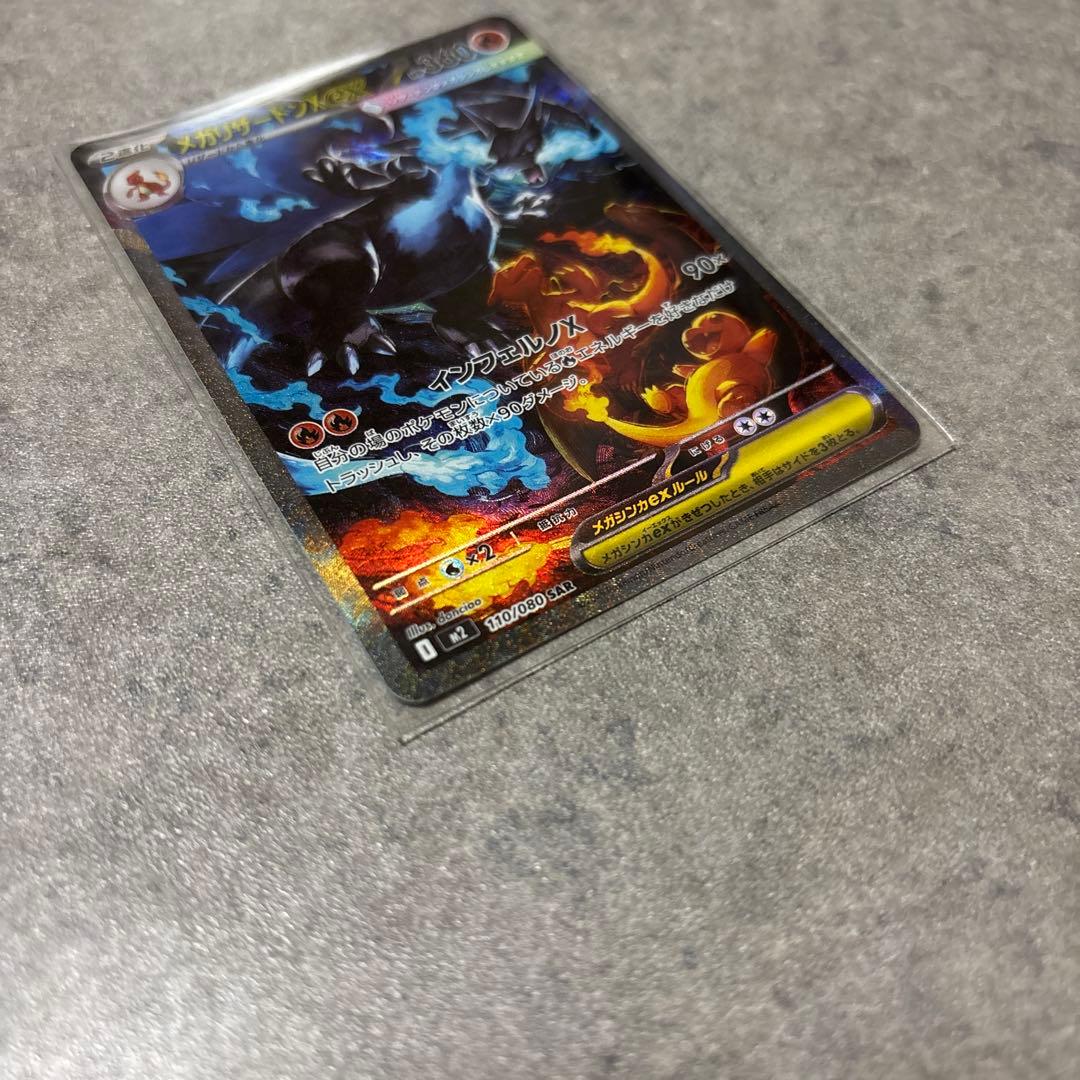 2進化
メガリザードンXex
360
インフェルノX
90×
自分の場のポケモンについているエネルギーを好きなだけ
トラッシュし、その枚数×90ダメージ。
弱点 ×2
抵抗力
にげる
メガシンカexルール
メガシンカexがきぜつしたとき、相手はサイドを3枚とる。
Illus. danciao
I M2 110/080 SAR